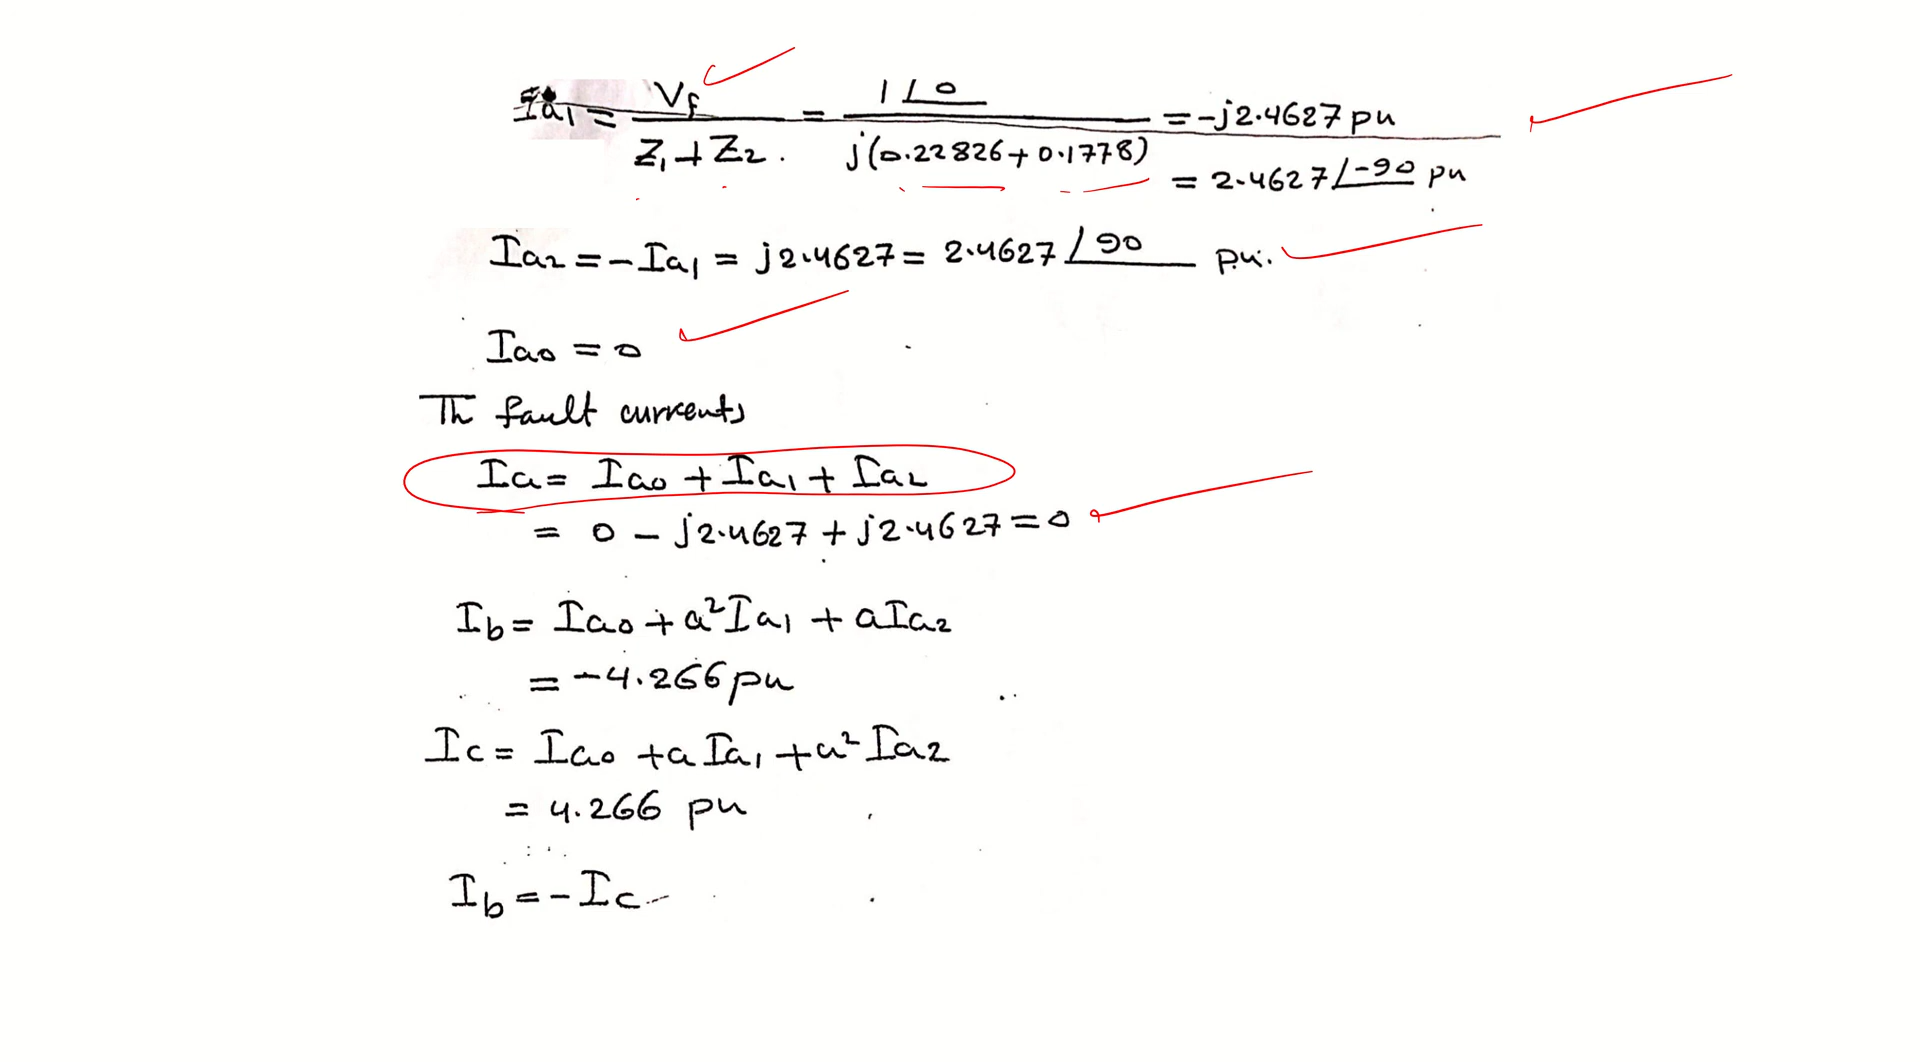 Ia1 = Vf / (Z1 + Z2) = 1∠0 / j(0.22826 + 0.1778) = -j2.4627 pu
= 2.4627∠-90 pu
Ia2 = -Ia1 = j2.4627 = 2.4627∠90 p.u.
Ia0 = 0
Th fault currents
Ia = Ia0 + Ia1 + Ia2
= 0 - j2.4627 + j2.4627 = 0
Ib = Ia0 + a²Ia1 + aIa2
= -4.266 pu
Ic = Ia0 + aIa1 + a²Ia2
= 4.266 pu
Ib = -Ic